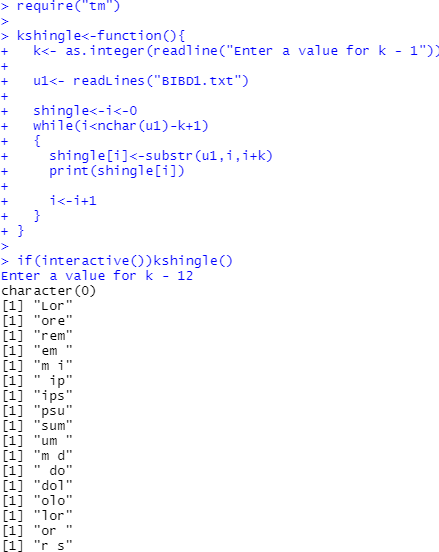 > require("tm")
>
> kshingle<-function(){
+   k<- as.integer(readline("Enter a value for k - 1"))
+
+   u1<- readLines("BIBD1.txt")
+
+   shingle<-i<-0
+   while(i<nchar(u1)-k+1)
+   {
+     shingle[i]<-substr(u1,i,i+k)
+     print(shingle[i])
+
+     i<-i+1
+   }
+ }
>
> if(interactive())kshingle()
Enter a value for k - 12
character(0)
[1] "Lor"
[1] "ore"
[1] "rem"
[1] "em "
[1] "m i"
[1] " ip"
[1] "ips"
[1] "psu"
[1] "sum"
[1] "um "
[1] "m d"
[1] " do"
[1] "dol"
[1] "olo"
[1] "lor"
[1] "or "
[1] "r s"